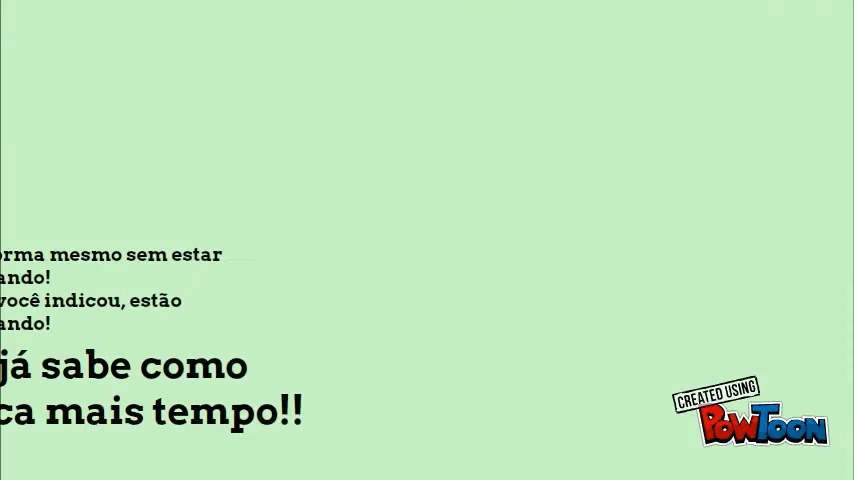 orma mesmo sem estar
ando!
você indicou, estão
ando!
já sabe como
ca mais tempo!!
CREATED USING
POWTOON